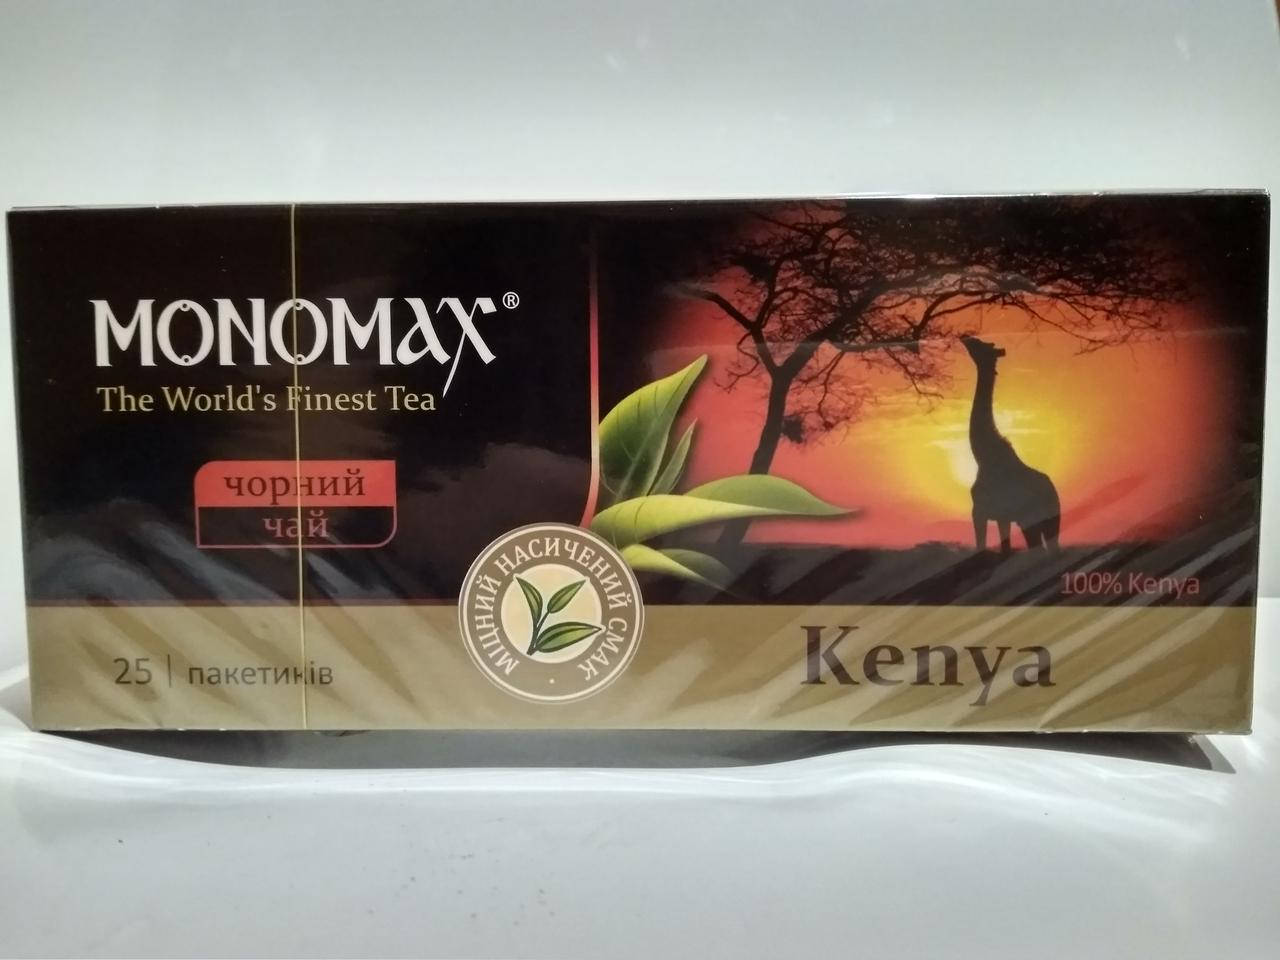 MONOMAX®
The World's Finest Tea
чорний
чай
МІЦНИЙ НАСИЧЕНИЙ СМАК
25 | пакетиків
100% Kenya
Kenya